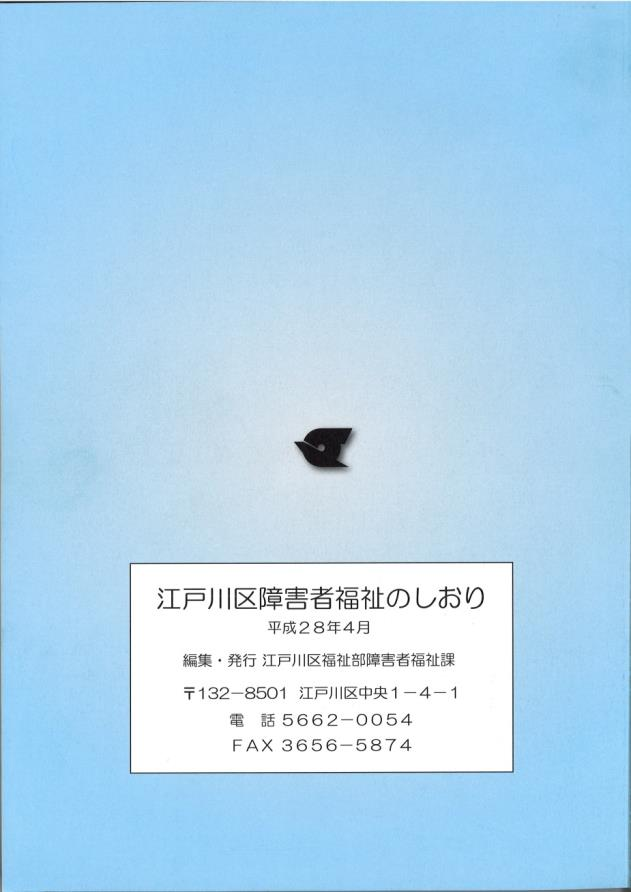 江戸川区障害者福祉のしおり
平成２８年４月
編集・発行 江戸川区福祉部障害者福祉課
〒132−8501 江戸川区中央１−４−１
電　話 ５６６２−００５４
ＦＡＸ ３６５６−５８７４